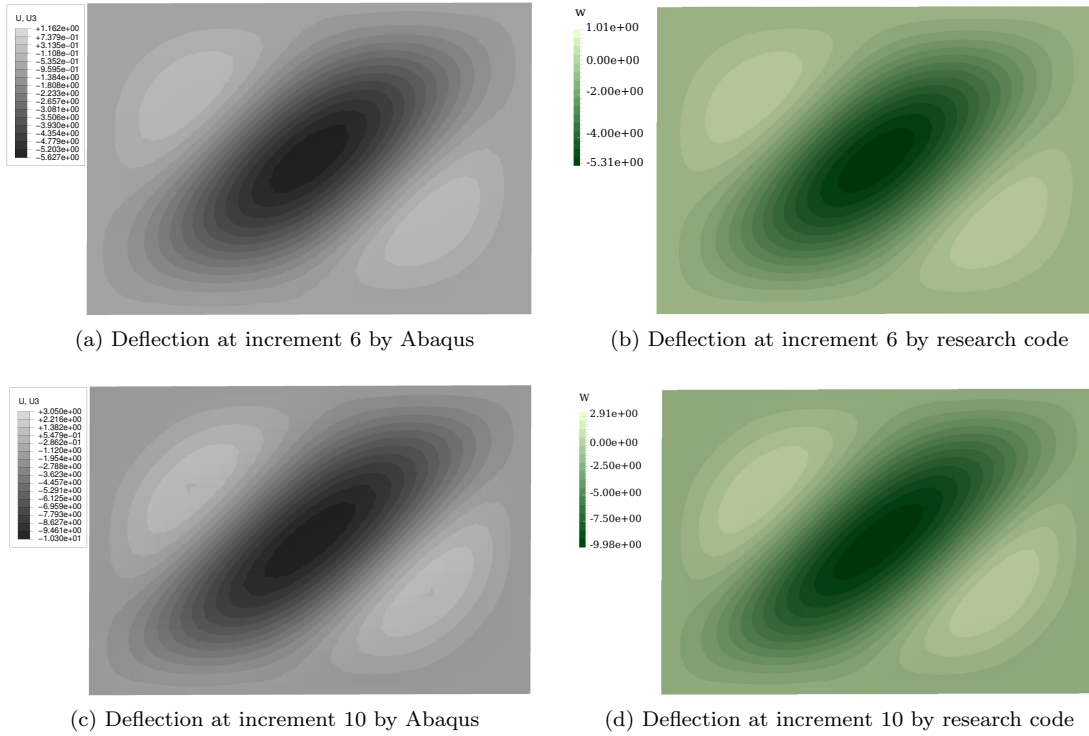 U, U3
+1.162e+00
+7.379e-01
+3.135e-01
-1.108e-01
-5.352e-01
-9.595e-01
-1.384e+00
-1.808e+00
-2.233e+00
-2.657e+00
-3.081e+00
-3.506e+00
-3.930e+00
-4.354e+00
-4.779e+00
-5.203e+00
-5.627e+00
w
1.01e+00
0.00e+00
-2.00e+00
-4.00e+00
-5.31e+00
(a) Deflection at increment 6 by Abaqus
(b) Deflection at increment 6 by research code
U, U3
+3.050e+00
+2.216e+00
+1.382e+00
+5.479e-01
-2.862e-01
-1.120e+00
-1.954e+00
-2.788e+00
-3.623e+00
-4.457e+00
-5.291e+00
-6.125e+00
-6.959e+00
-7.793e+00
-8.627e+00
-9.461e+00
-1.030e+01
w
2.91e+00
0.00e+00
-2.50e+00
-5.00e+00
-7.50e+00
-9.98e+00
(c) Deflection at increment 10 by Abaqus
(d) Deflection at increment 10 by research code